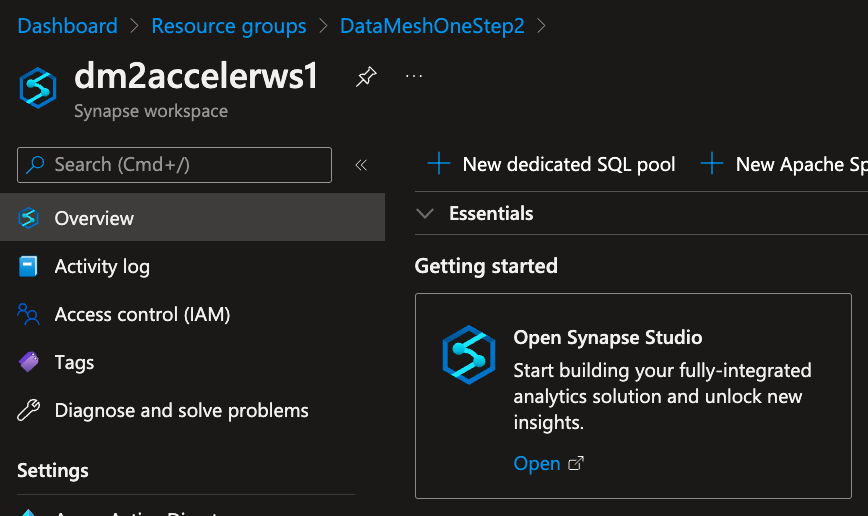 Dashboard > Resource groups > DataMeshOneStep2 >
dm2accelerws1 ...
Synapse workspace
Search (Cmd+/) «
+ New dedicated SQL pool + New Apache Sp
Overview
Essentials
Activity log
Getting started
Access control (IAM)
Open Synapse Studio
Tags
Start building your fully-integrated
analytics solution and unlock new
insights.
Diagnose and solve problems
Open
Settings